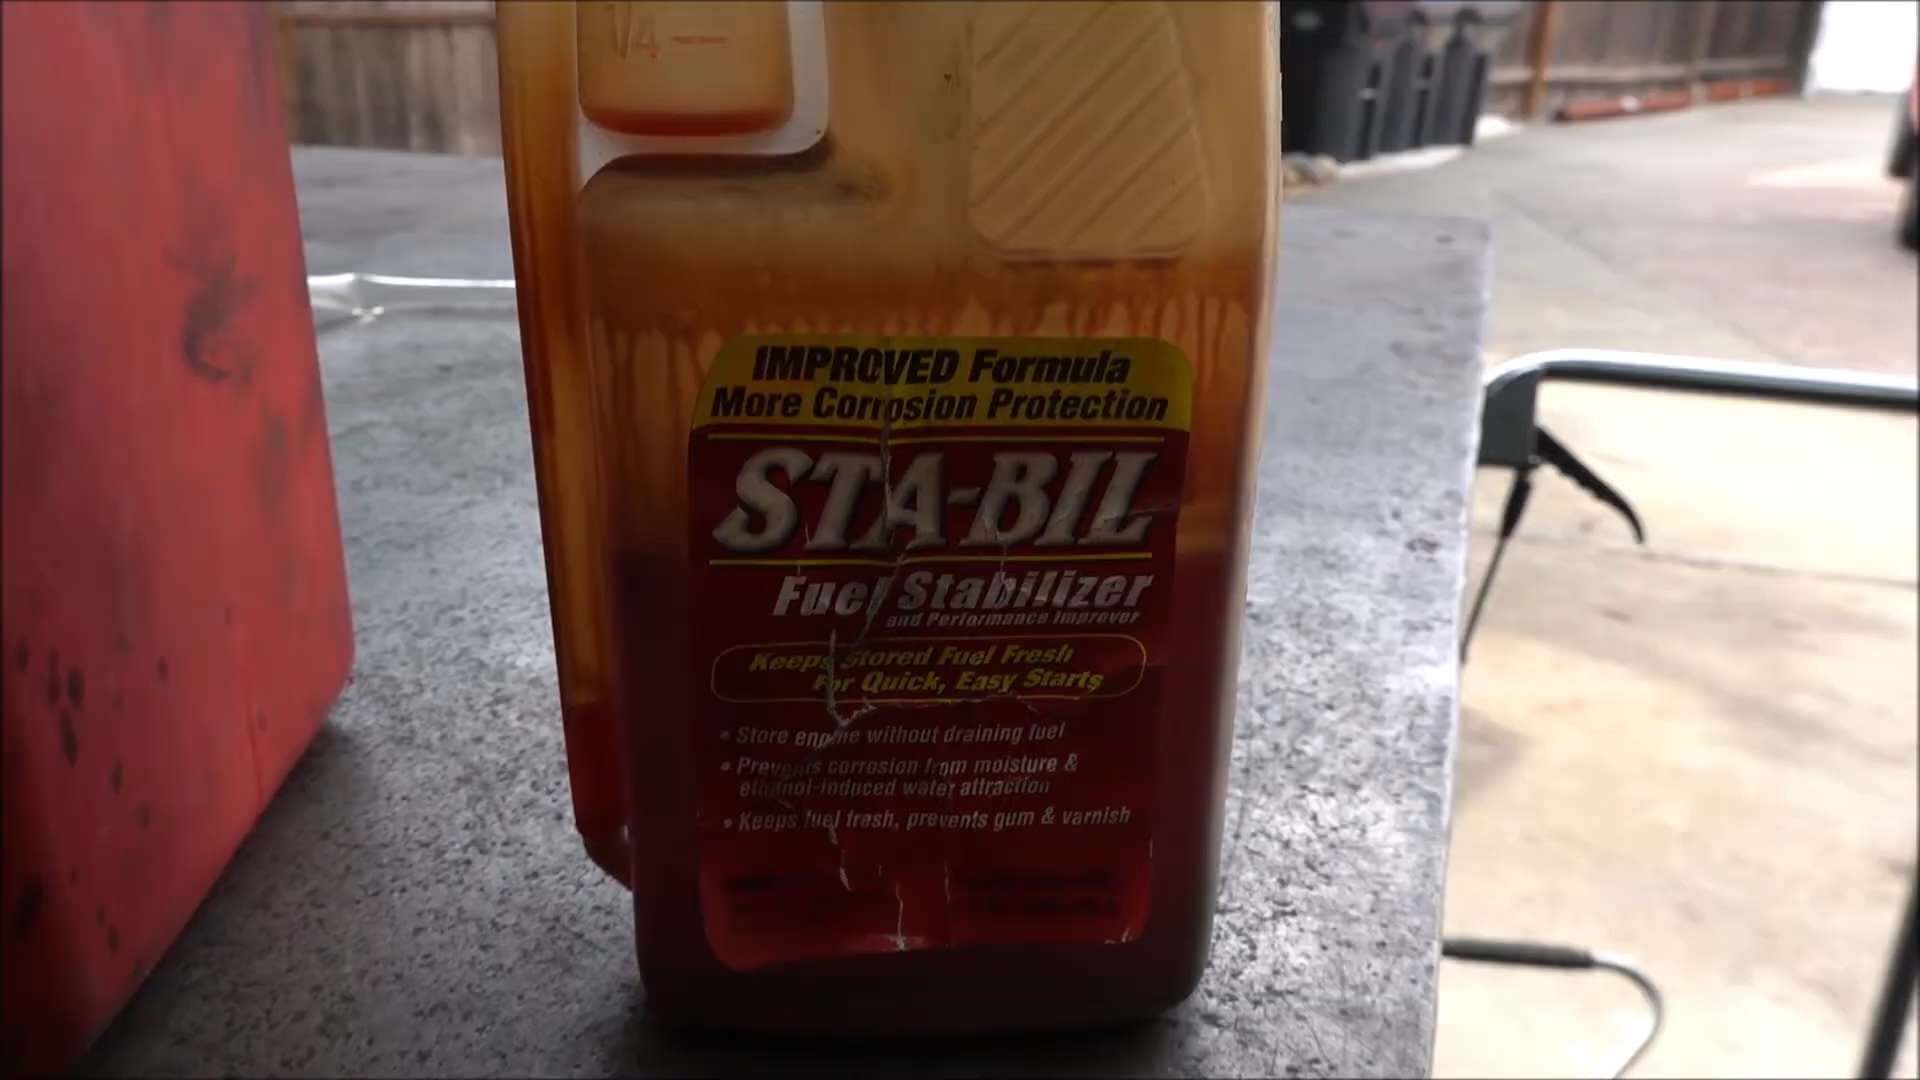 1/4
IMPROVED Formula
More Corrosion Protection
STA-BIL
Fuel Stabilizer
and Performance Improver
Keeps Stored Fuel Fresh
For Quick, Easy Starts
• Store engine without draining fuel
• Prevents corrosion from moisture &
ethanol-induced water attraction
• Keeps fuel fresh, prevents gum & varnish